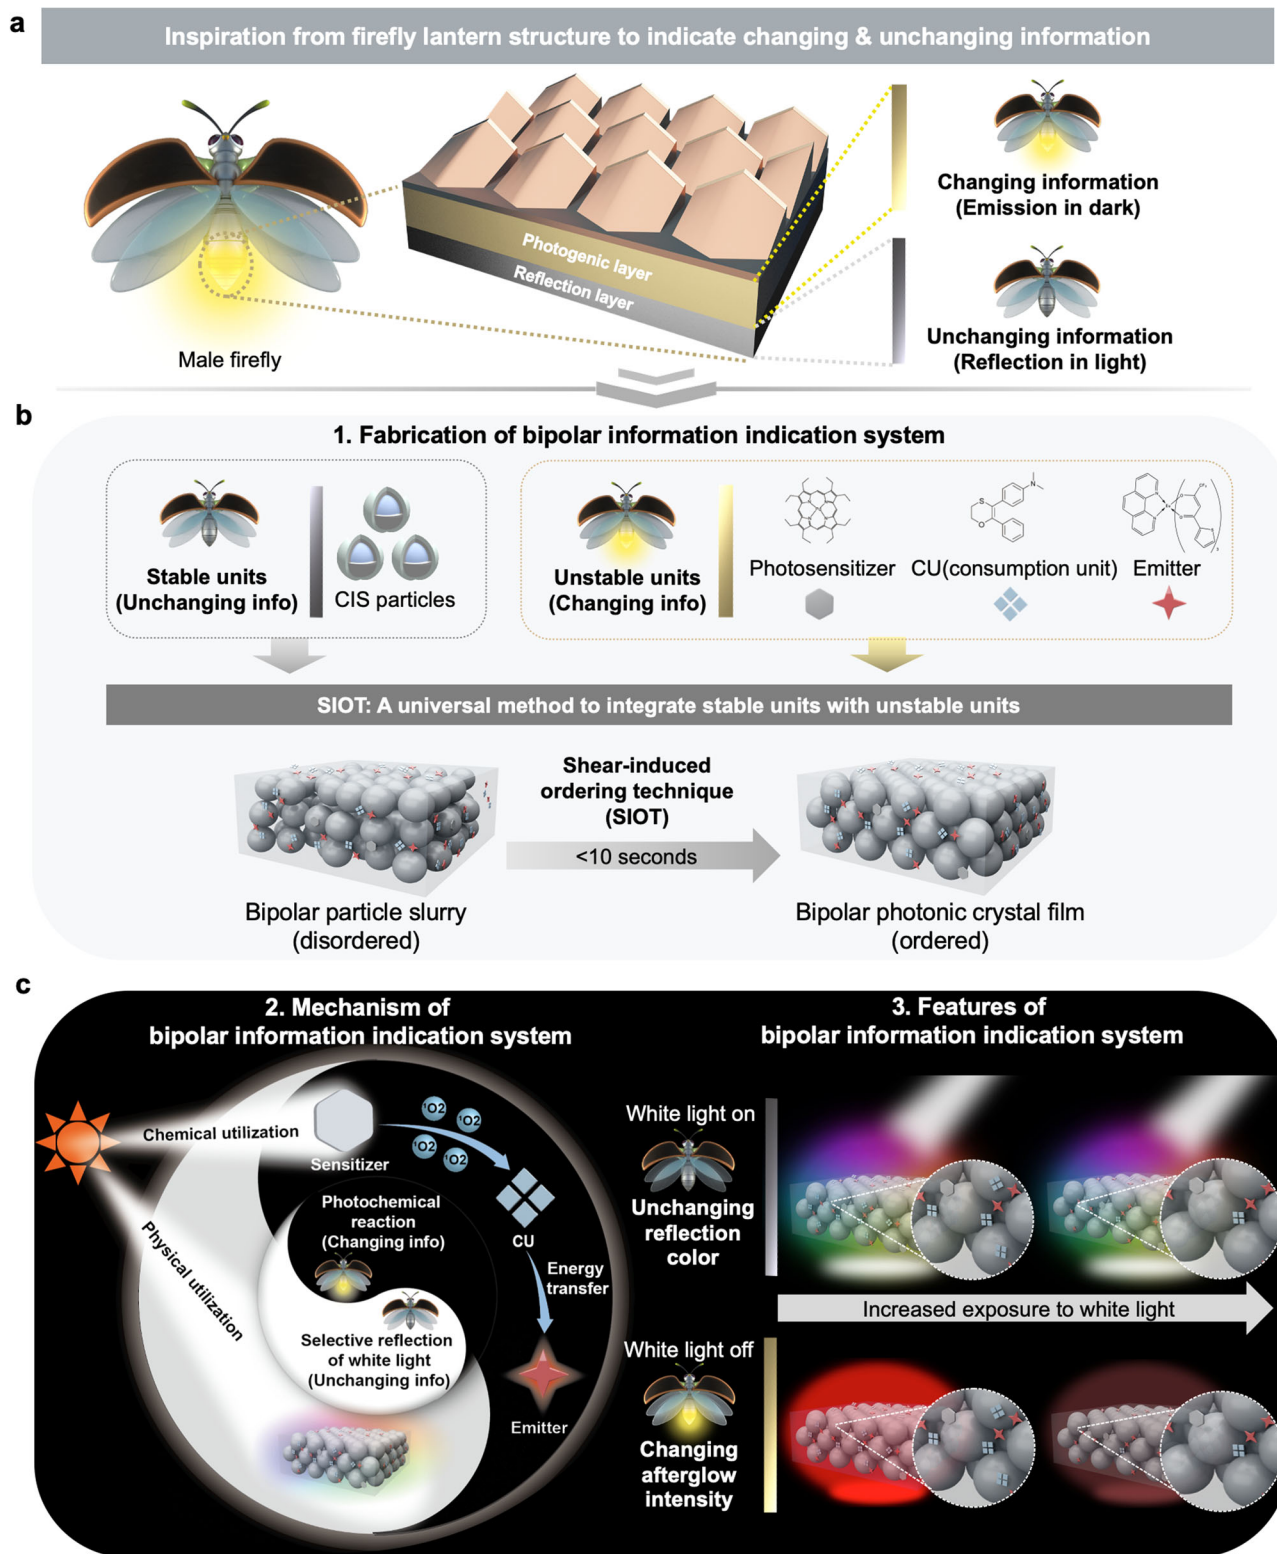 a
Inspiration from firefly lantern structure to indicate changing & unchanging information
Photogenic layer
Reflection layer
Male firefly
Changing information
(Emission in dark)
Unchanging information
(Reflection in light)
b
1. Fabrication of bipolar information indication system
Stable units
(Unchanging info)
CIS particles
Unstable units
(Changing info)
Photosensitizer
CU(consumption unit)
Emitter
SIOT: A universal method to integrate stable units with unstable units
Shear-induced
ordering technique
(SIOT)
<10 seconds
Bipolar particle slurry
(disordered)
Bipolar photonic crystal film
(ordered)
c
2. Mechanism of
bipolar information indication system
Chemical utilization
Physical utilization
Sensitizer
¹O2
¹O2
¹O2
¹O2
CU
Energy
transfer
Emitter
Photochemical
reaction
(Changing info)
Selective reflection
of white light
(Unchanging info)
3. Features of
bipolar information indication system
White light on
Unchanging
reflection
color
Increased exposure to white light
White light off
Changing
afterglow
intensity